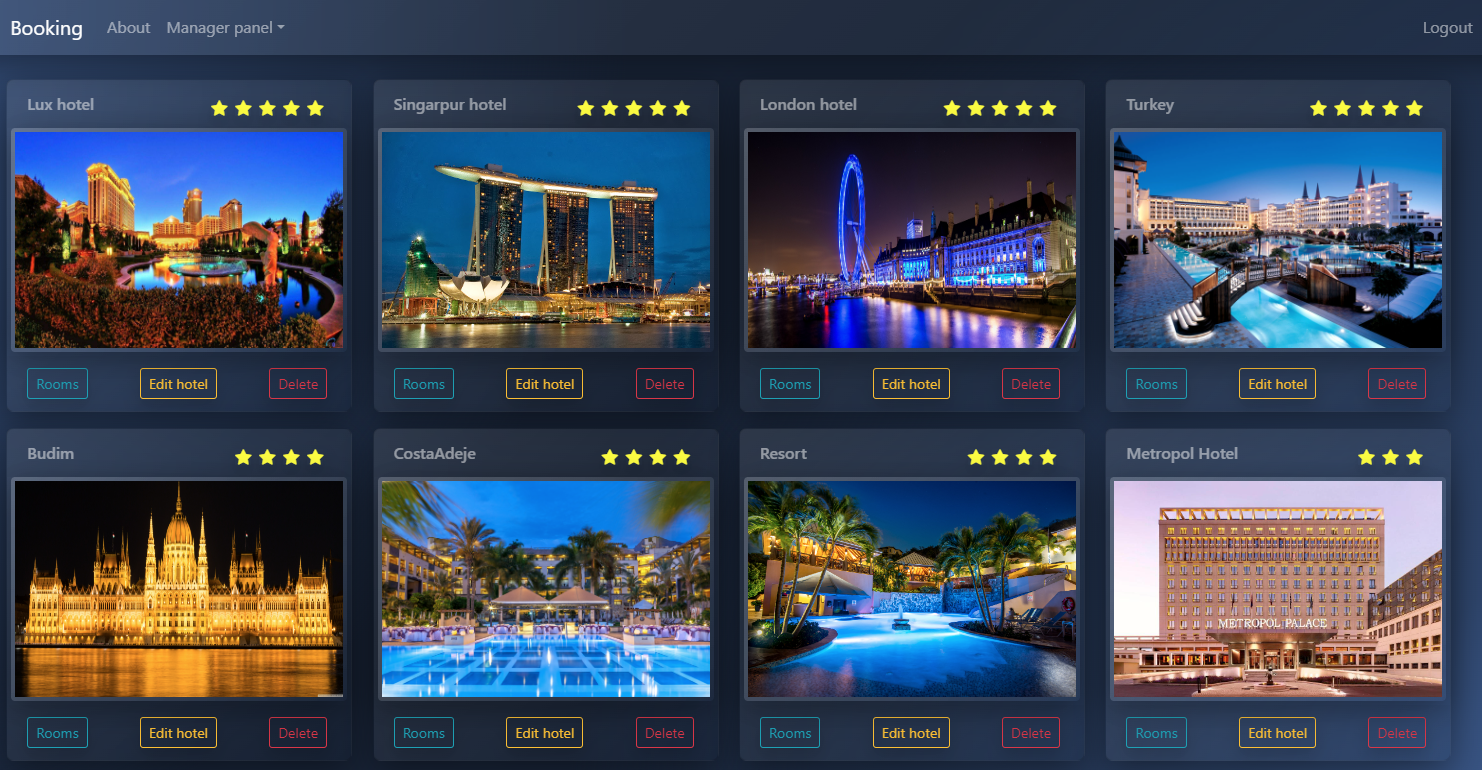 Booking About Manager panel Logout
Lux hotel
Singarpur hotel
London hotel
Turkey
Rooms Edit hotel Delete
Rooms Edit hotel Delete
Rooms Edit hotel Delete
Rooms Edit hotel Delete
Budim
CostaAdeje
Resort
Metropol Hotel
METROPOL PALACE
Rooms Edit hotel Delete
Rooms Edit hotel Delete
Rooms Edit hotel Delete
Rooms Edit hotel Delete